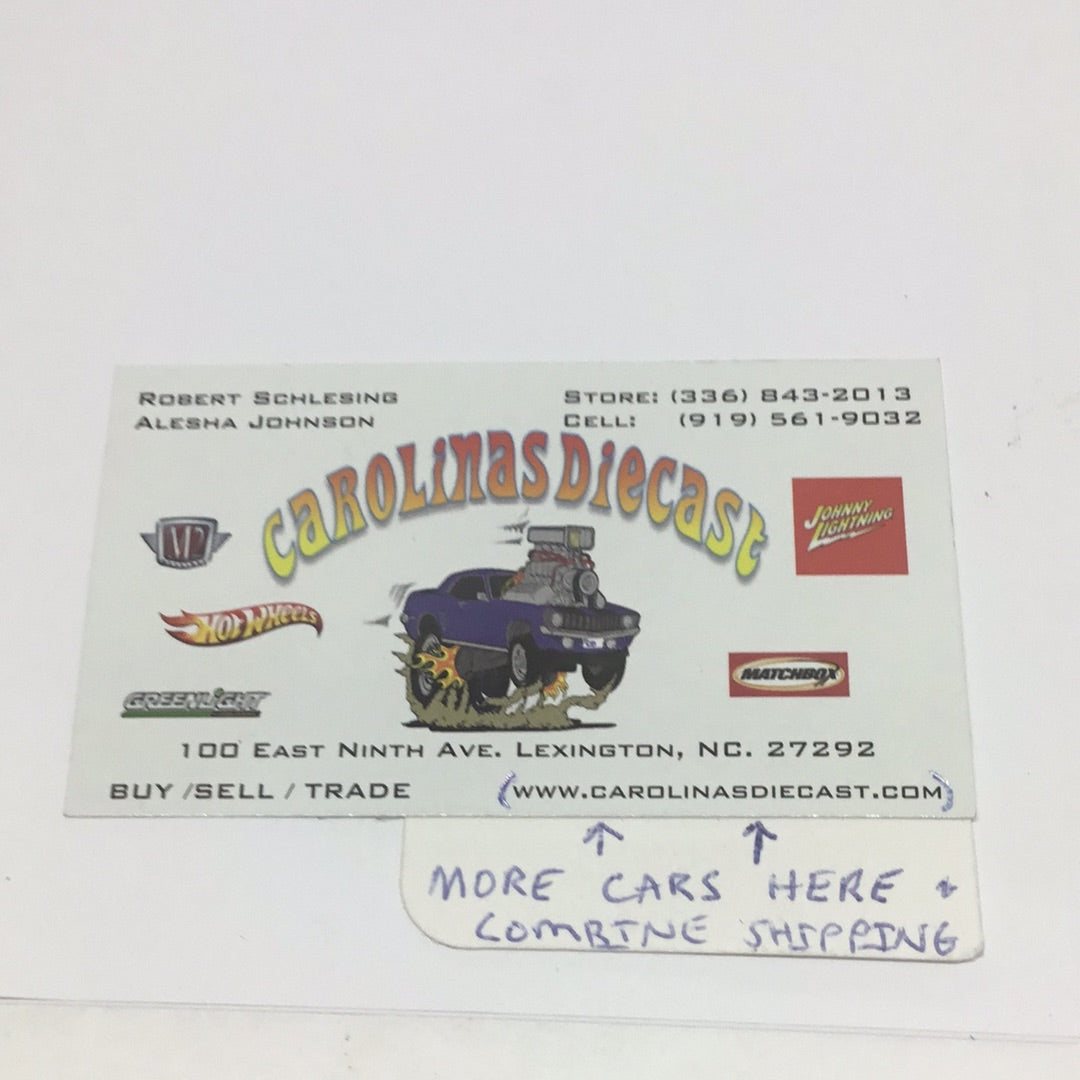 ROBERT SCHLESING
ALESHA JOHNSON
STORE: (336) 843-2013
CELL: (919) 561-9032
CAROLINAS DIECAST
M2
JOHNNY
LIGHTNING
HOT WHEELS
MATCHBOX
GREENLIGHT
100 EAST NINTH AVE. LEXINGTON, NC. 27292
BUY /SELL / TRADE
(WWW.CAROLINASDIECAST.COM)
MORE CARS HERE +
COMBINE SHIPPING